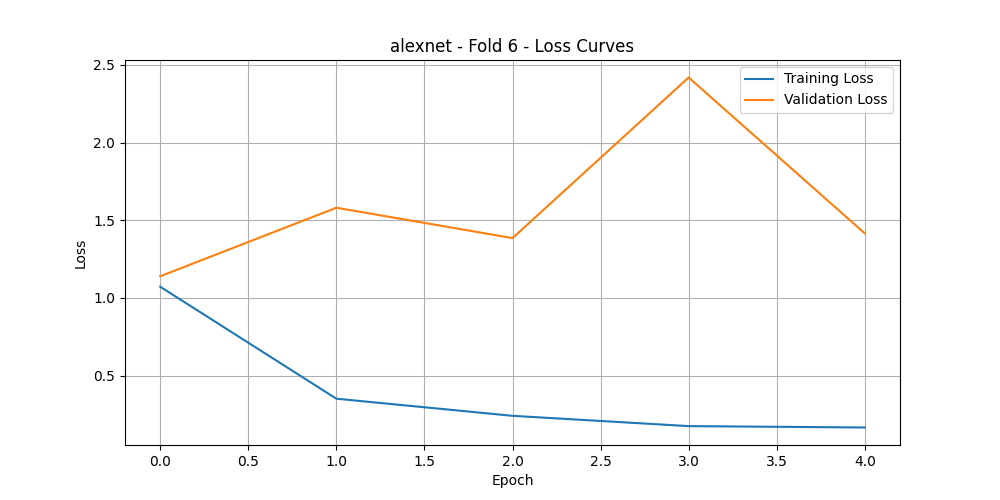 alexnet - Fold 6 - Loss Curves
Training Loss
Validation Loss
2.5
2.0
1.5
1.0
0.5
Loss
0.0 0.5 1.0 1.5 2.0 2.5 3.0 3.5 4.0
Epoch